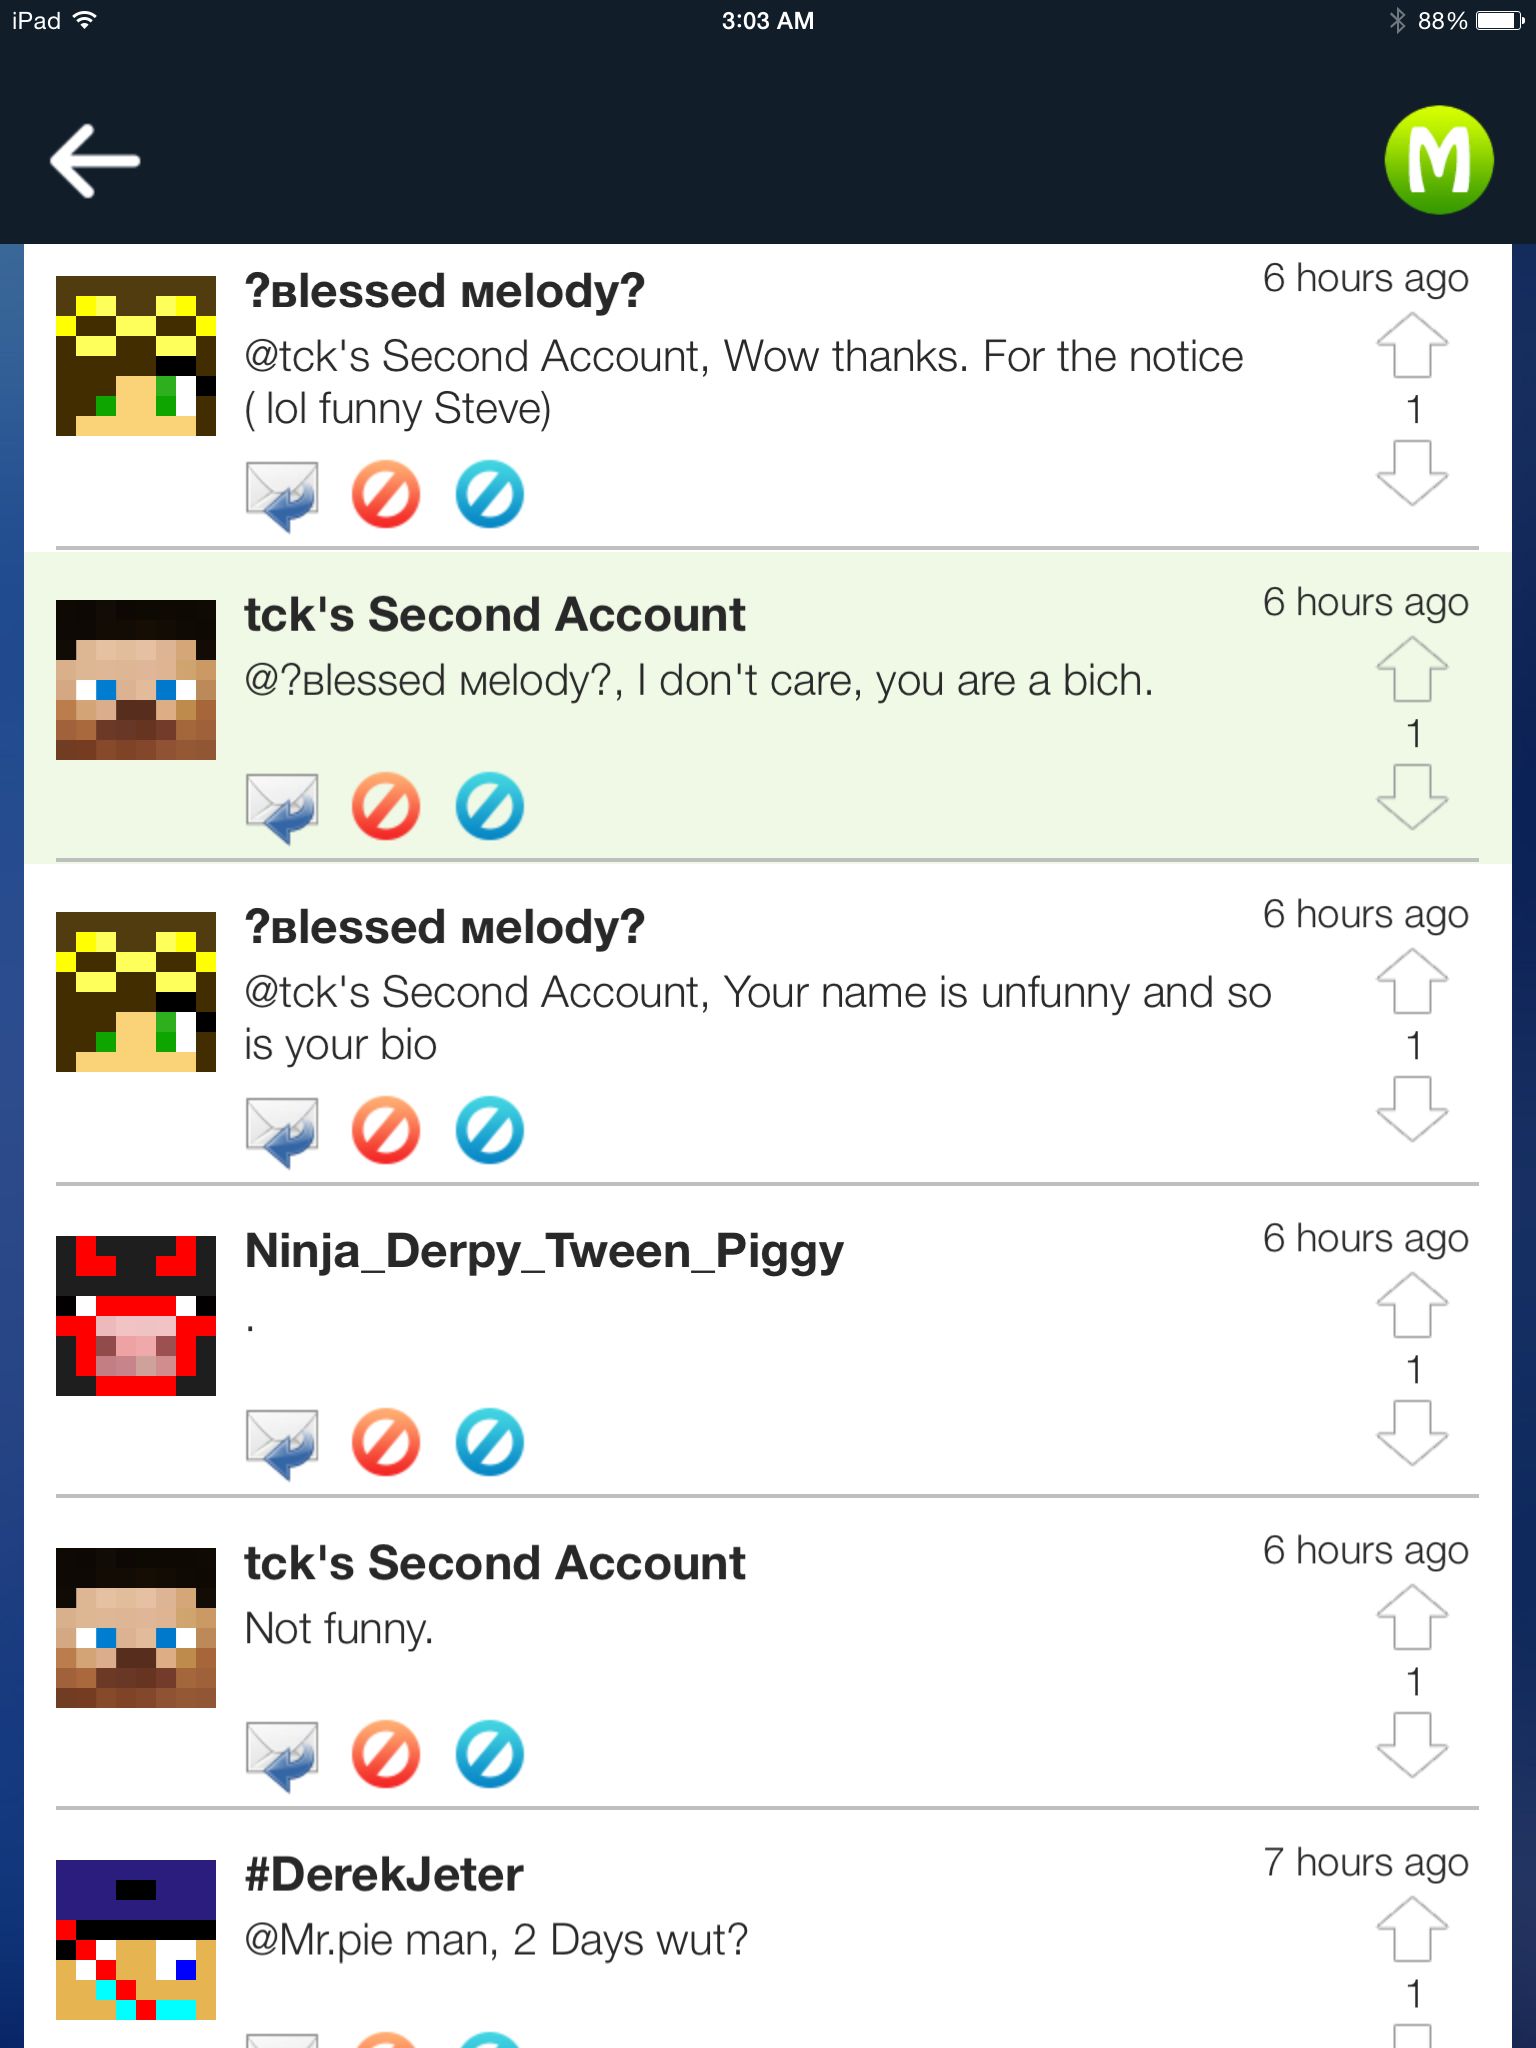 iPad 3:03 AM 88%
M
?ʙlessed мelody? 6 hours ago
@tck's Second Account, Wow thanks. For the notice
( lol funny Steve)
1
tck's Second Account 6 hours ago
@?ʙlessed мelody?, I don't care, you are a bich.
1
?ʙlessed мelody? 6 hours ago
@tck's Second Account, Your name is unfunny and so
is your bio
1
Ninja_Derpy_Tween_Piggy 6 hours ago
.
1
tck's Second Account 6 hours ago
Not funny.
1
#DerekJeter 7 hours ago
@Mr.pie man, 2 Days wut?
1